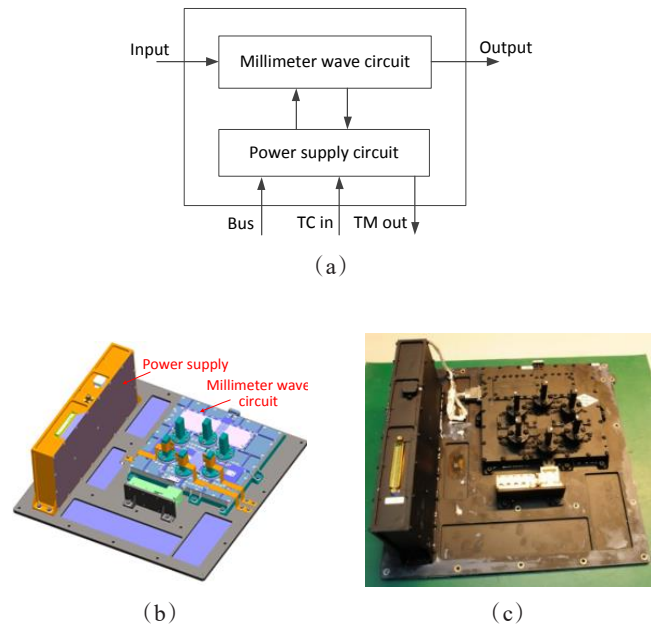 Input
Millimeter wave circuit
Output
Power supply circuit
Bus
TC in
TM out
(a)
Power supply
Millimeter wave
circuit
(b)
(c)